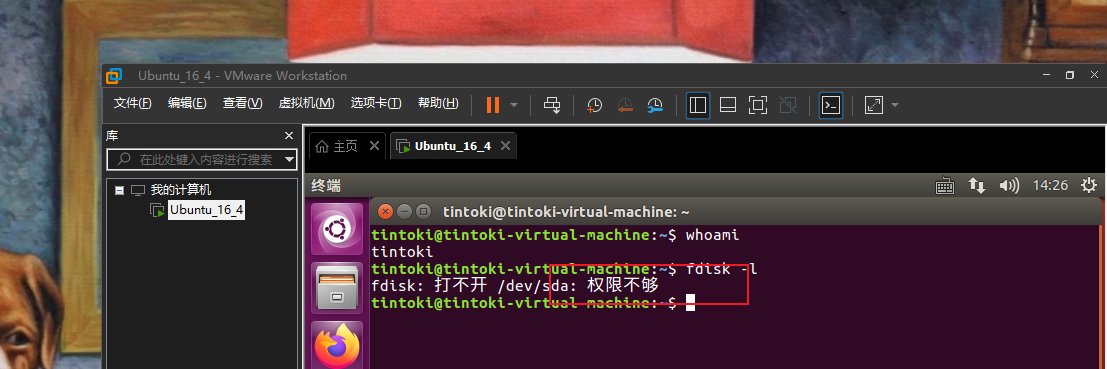 Ubuntu_16_4 - VMware Workstation
文件(F) 编辑(E) 查看(V) 虚拟机(M) 选项卡(T) 帮助(H)
库
在此处键入内容进行搜索
我的计算机
Ubuntu_16_4
主页
Ubuntu_16_4
终端
14:26
tintoki@tintoki-virtual-machine: ~
tintoki@tintoki-virtual-machine:~$ whoami
tintoki
tintoki@tintoki-virtual-machine:~$ fdisk -l
fdisk: 打不开 /dev/sda: 权限不够
tintoki@tintoki-virtual-machine:~$